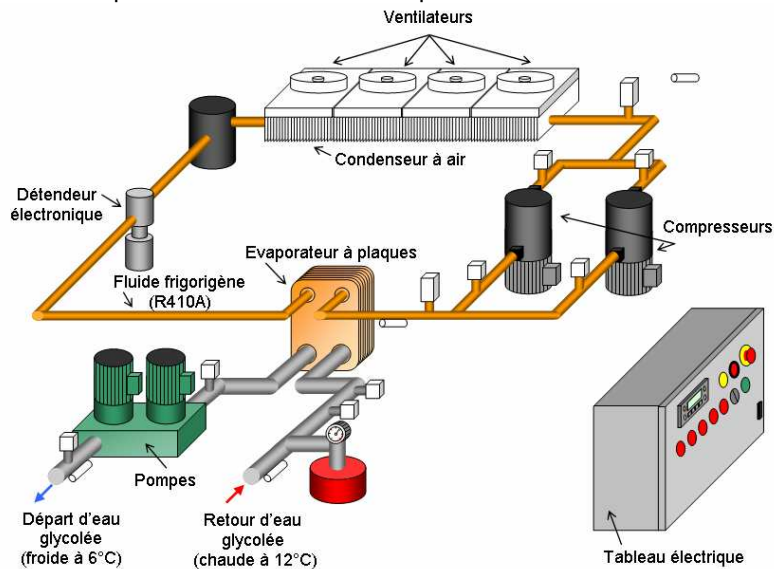 Ventilateurs
Condenseur à air
Détendeur
électronique
Compresseurs
Evaporateur à plaques
Fluide frigorigène
(R410A)
Pompes
Départ d'eau
glycolée
(froide à 6°C)
Retour d'eau
glycolée
(chaude à 12°C)
Tableau électrique